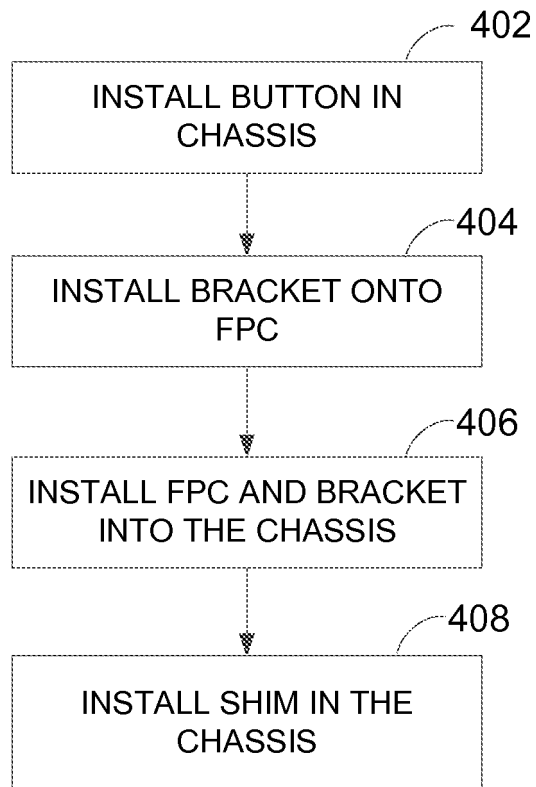 402
INSTALL BUTTON IN
CHASSIS
404
INSTALL BRACKET ONTO
FPC
406
INSTALL FPC AND BRACKET
INTO THE CHASSIS
408
INSTALL SHIM IN THE
CHASSIS